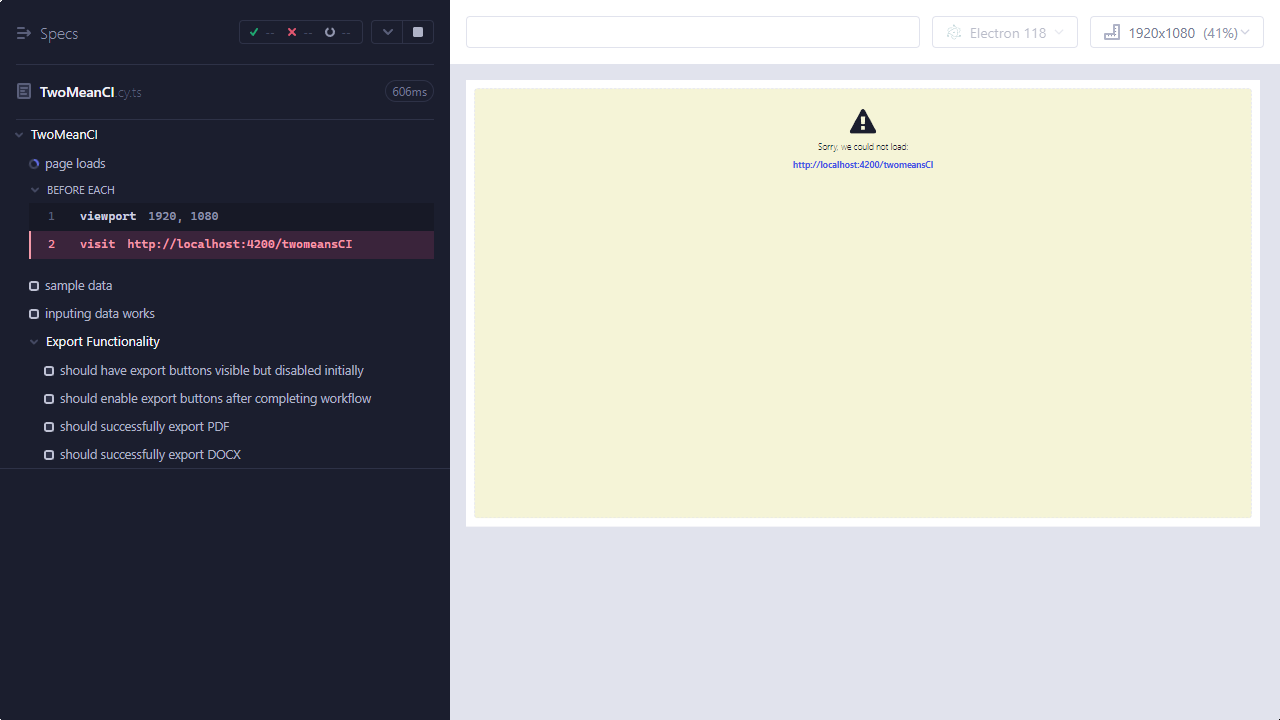 Specs
-- -- --
TwoMeanCI.cy.ts 606ms
TwoMeanCI
page loads
BEFORE EACH
1 viewport 1920, 1080
2 visit http://localhost:4200/twomeansCI
sample data
inputing data works
Export Functionality
should have export buttons visible but disabled initially
should enable export buttons after completing workflow
should successfully export PDF
should successfully export DOCX
Electron 118
1920x1080 (41%)
Sorry, we could not load:
http://localhost:4200/twomeansCI